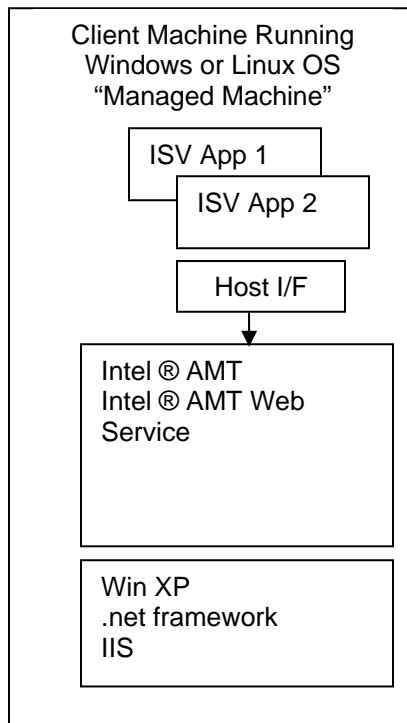 Client Machine Running
Windows or Linux OS
“Managed Machine”
ISV App 1
ISV App 2
Host I/F
Intel ® AMT
Intel ® AMT Web
Service
Win XP
.net framework
IIS